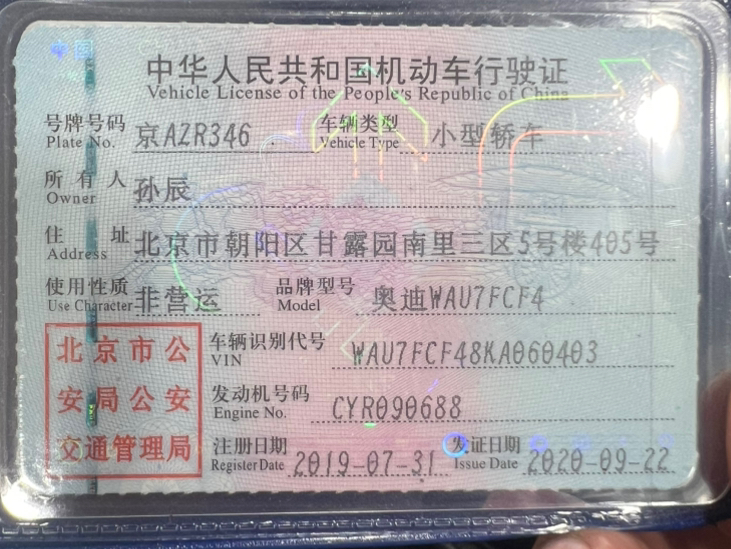 中华人民共和国机动车行驶证
Vehicle License of the People's Republic of China
号牌号码 京AZR346 车辆类型 小型轿车
Plate No. Vehicle Type
所有人 孙辰
Owner
住址 北京市朝阳区甘露园南里三区5号楼405号
Address
使用性质 非营运 品牌型号 奥迪WAU7FCF4
Use Character Model
北京市公
安局公安
交通管理局
车辆识别代号 WAU7FCF48KA060403
VIN
发动机号码 CYR090688
Engine No.
注册日期 2019-07-31 发证日期 2020-09-22
Register Date Issue Date